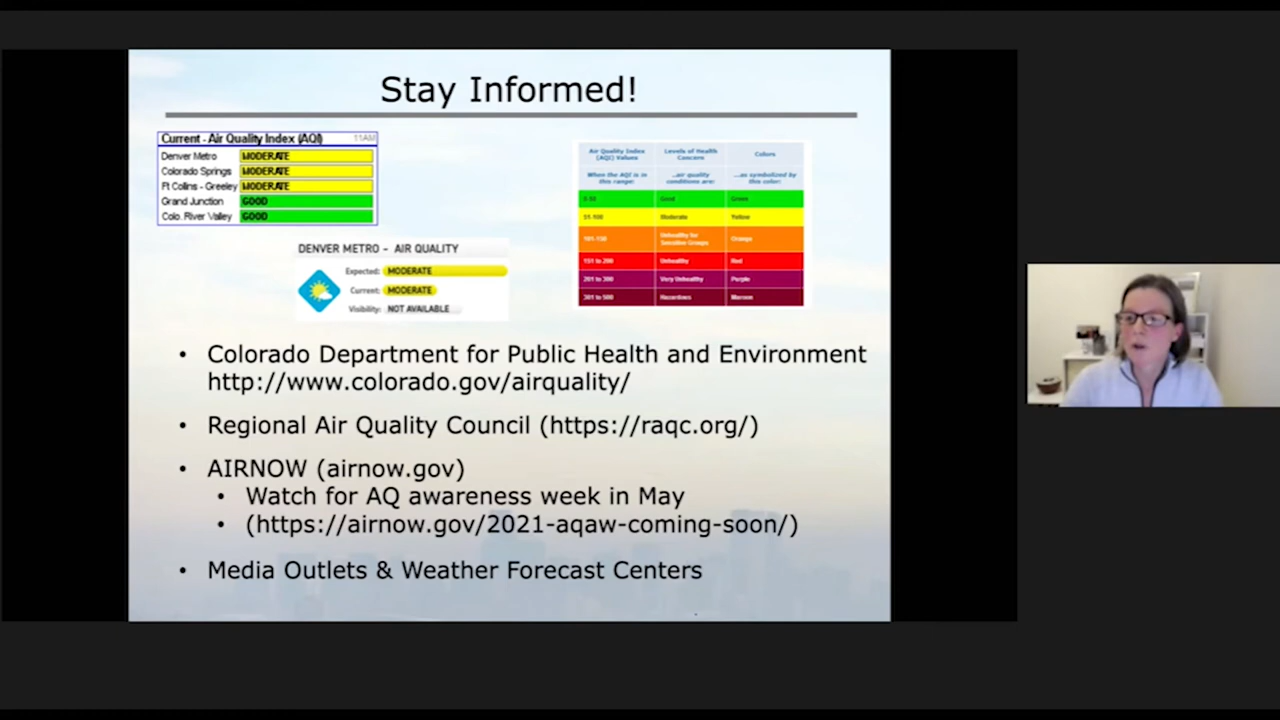 Stay Informed!
Current - Air Quality Index (AQI) 11AM
Denver Metro MODERATE
Colorado Springs MODERATE
Ft Collins - Greeley MODERATE
Grand Junction GOOD
Colo. River Valley GOOD
DENVER METRO - AIR QUALITY
Expected: MODERATE
Current: MODERATE
Visibility: NOT AVAILABLE
Air Quality Index (AQI) Values Levels of Health Concern Colors
When the AQI is in this range: ...air quality conditions are: ...as symbolized by this color:
0-50 Good Green
51-100 Moderate Yellow
101-150 Unhealthy for Sensitive Groups Orange
151 to 200 Unhealthy Red
201 to 300 Very Unhealthy Purple
301 to 500 Hazardous Maroon
• Colorado Department for Public Health and Environment
http://www.colorado.gov/airquality/
• Regional Air Quality Council (https://raqc.org/)
• AIRNOW (airnow.gov)
• Watch for AQ awareness week in May
• (https://airnow.gov/2021-aqaw-coming-soon/)
• Media Outlets & Weather Forecast Centers